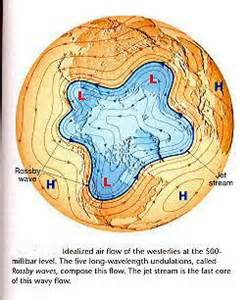 L
L
H
Rossby
wave
H
L
H
Jet
stream
Idealized air flow of the westerlies at the 500-
millibar level. The five long-wavelength undulations, called
Rossby waves, compose this flow. The jet stream is the fast core
of this wavy flow.